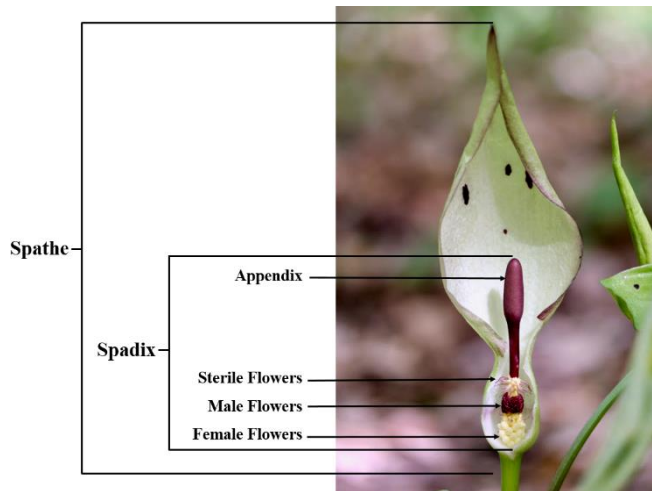 Spathe
Appendix
Spadix
Sterile Flowers
Male Flowers
Female Flowers